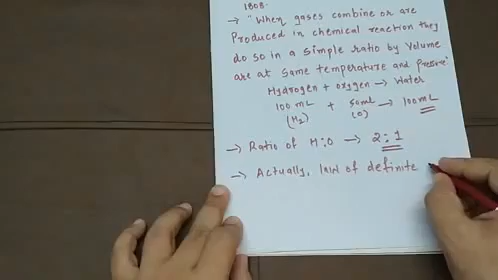 1808.
→ "When gases combine or are
Produced in chemical reaction they
do so in a simple ratio by volume
are at same temperature and pressure
Hydrogen + oxygen → Water
100 mL + 50ml → 100mL
(H₂) (O)
→ Ratio of H:O → 2:1
→ Actually, law of definite